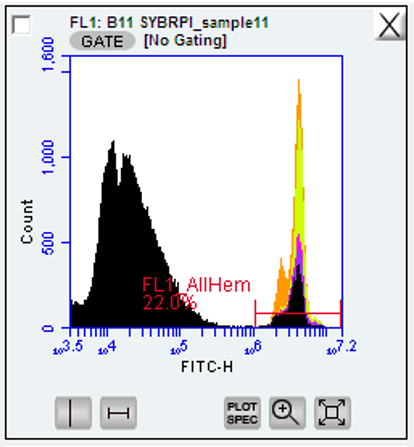 FL1: B11 SYBRPI_sample11
GATE [No Gating]
1,600
1,000
500
0
Count
FL1_AllHem
22.0%
10^3.5 10^4 10^5 10^6 10^7.2
FITC-H
PLOT
SPEC